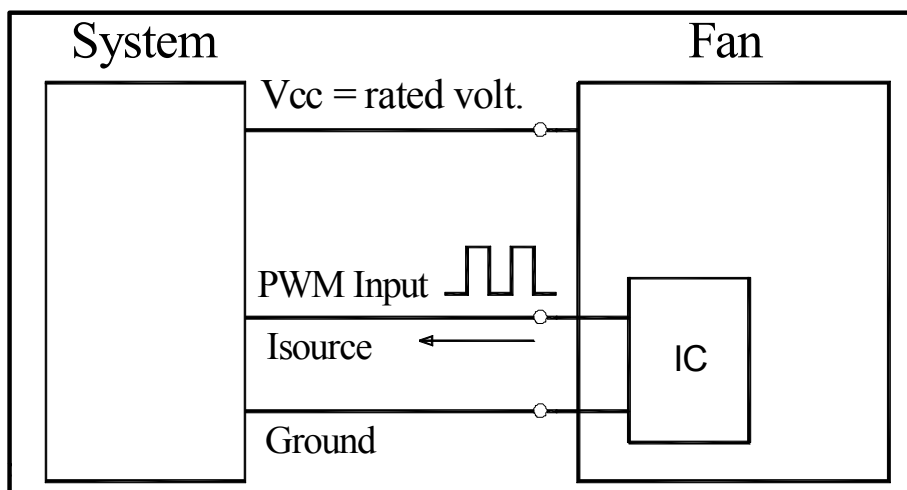 System
Fan
Vcc = rated volt.
PWM Input
Isource
IC
Ground